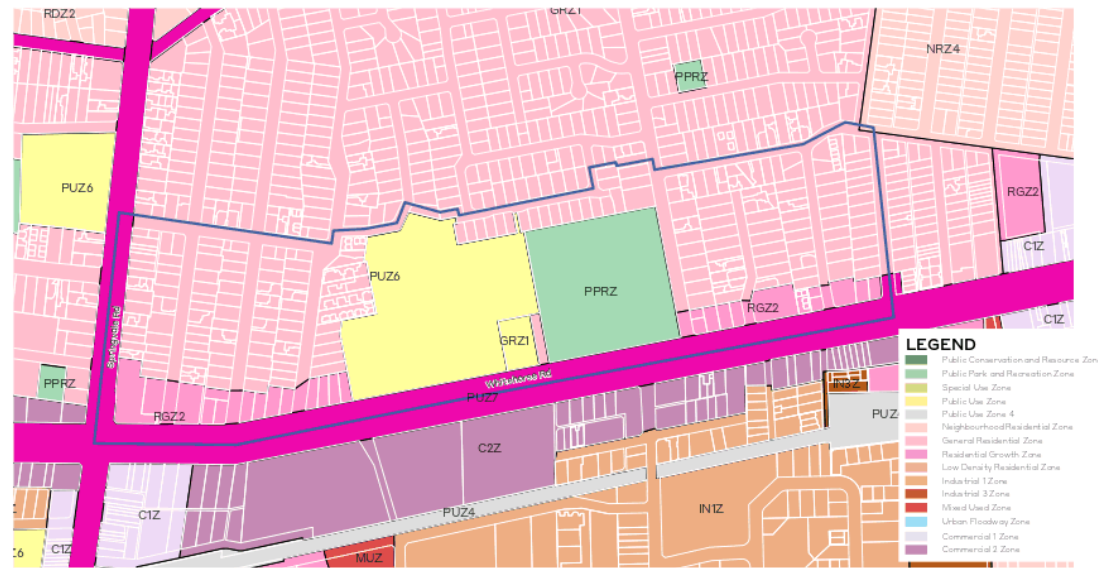 RDZ2
GRZ1
NRZ4
PPRZ
PUZ6
RGZ2
C1Z
PUZ6
PPRZ
RGZ2
C1Z
GRZ1
PPRZ
Whitehorse Rd
PUZ7
RGZ2
IN3Z
C2Z
C1Z
PUZ4
IN1Z
C1Z
MUZ
LEGEND
Public Conservation and Resource Zon
Public Park and Recreation Zone
Special Use Zone
Public Use Zone
Public Use Zone 4
Neighbourhood Residential Zone
General Residential Zone
Residential Growth Zone
Low Density Residential Zone
Industrial 1 Zone
Industrial 3 Zone
Mixed Used Zone
Urban Floodway Zone
Commercial 1 Zone
Commercial 2 Zone